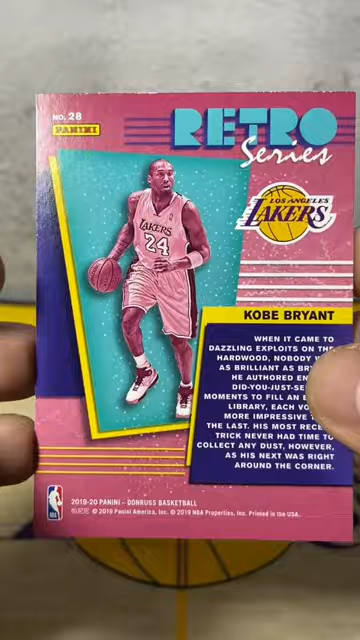 NO. 28
PANINI
RETRO
Series
LOS ANGELES
LAKERS
LAKERS
24
KOBE BRYANT
WHEN IT CAME TO
DAZZLING EXPLOITS ON THE
HARDWOOD, NOBODY
AS BRILLIANT AS
HE AUTHORED
DID-YOU-JUST-
MOMENTS TO FILL AN
LIBRARY, EACH
MORE IMPRESSIVE
THE LAST. HIS MOST
TRICK NEVER HAD TIME TO
COLLECT ANY DUST, HOWEVER,
AS HIS NEXT WAS RIGHT
AROUND THE CORNER.
2019-20 PANINI - DONRUSS BASKETBALL
© 2019 Panini America, Inc. © 2019 NBA Properties, Inc. Printed in the USA.
NBA